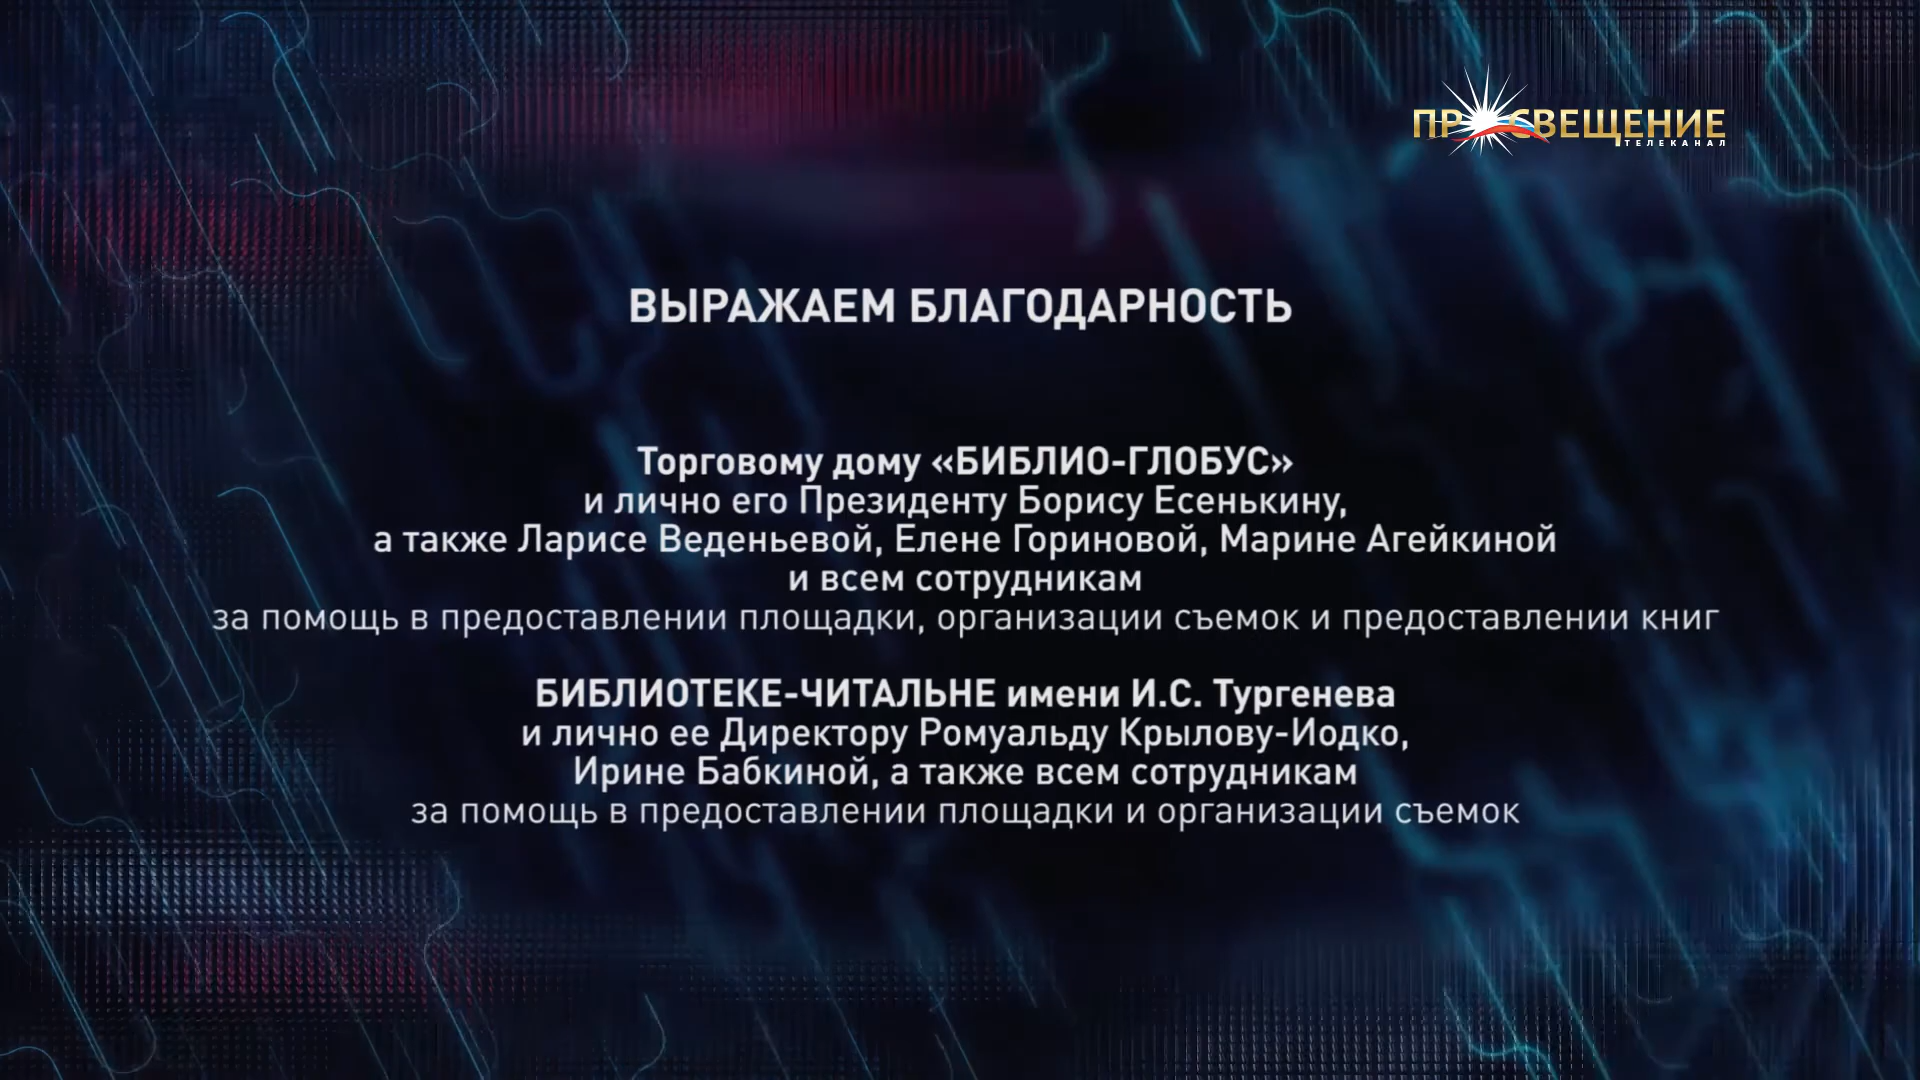 ПРОСВЕЩЕНИЕ
ТЕЛЕКАНАЛ
ВЫРАЖАЕМ БЛАГОДАРНОСТЬ
Торговому дому «БИБЛИО-ГЛОБУС»
и лично его Президенту Борису Есенькину,
а также Ларисе Веденьевой, Елене Гориновой, Марине Агейкиной
и всем сотрудникам
за помощь в предоставлении площадки, организации съемок и предоставлении книг
БИБЛИОТЕКЕ-ЧИТАЛЬНЕ имени И.С. Тургенева
и лично ее Директору Ромуальду Крылову-Иодко,
Ирине Бабкиной, а также всем сотрудникам
за помощь в предоставлении площадки и организации съемок